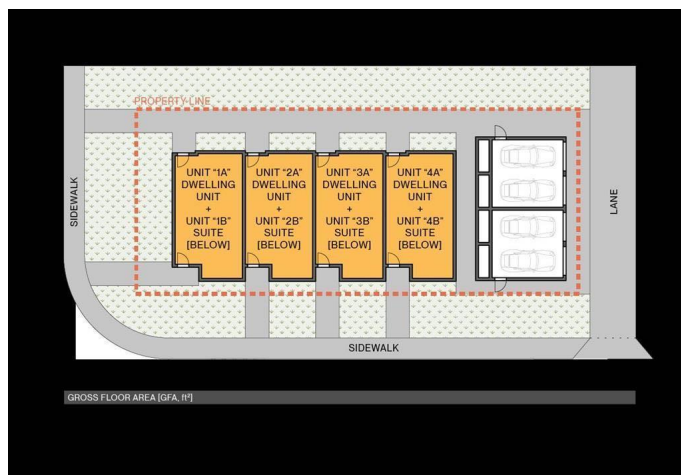 PROPERTY LINE
SIDEWALK
UNIT "1A"
DWELLING
UNIT
+
UNIT "1B"
SUITE
[BELOW]
UNIT "2A"
DWELLING
UNIT
+
UNIT "2B"
SUITE
[BELOW]
UNIT "3A"
DWELLING
UNIT
+
UNIT "3B"
SUITE
[BELOW]
UNIT "4A"
DWELLING
UNIT
+
UNIT "4B"
SUITE
[BELOW]
LANE
SIDEWALK
GROSS FLOOR AREA [GFA, ft²]